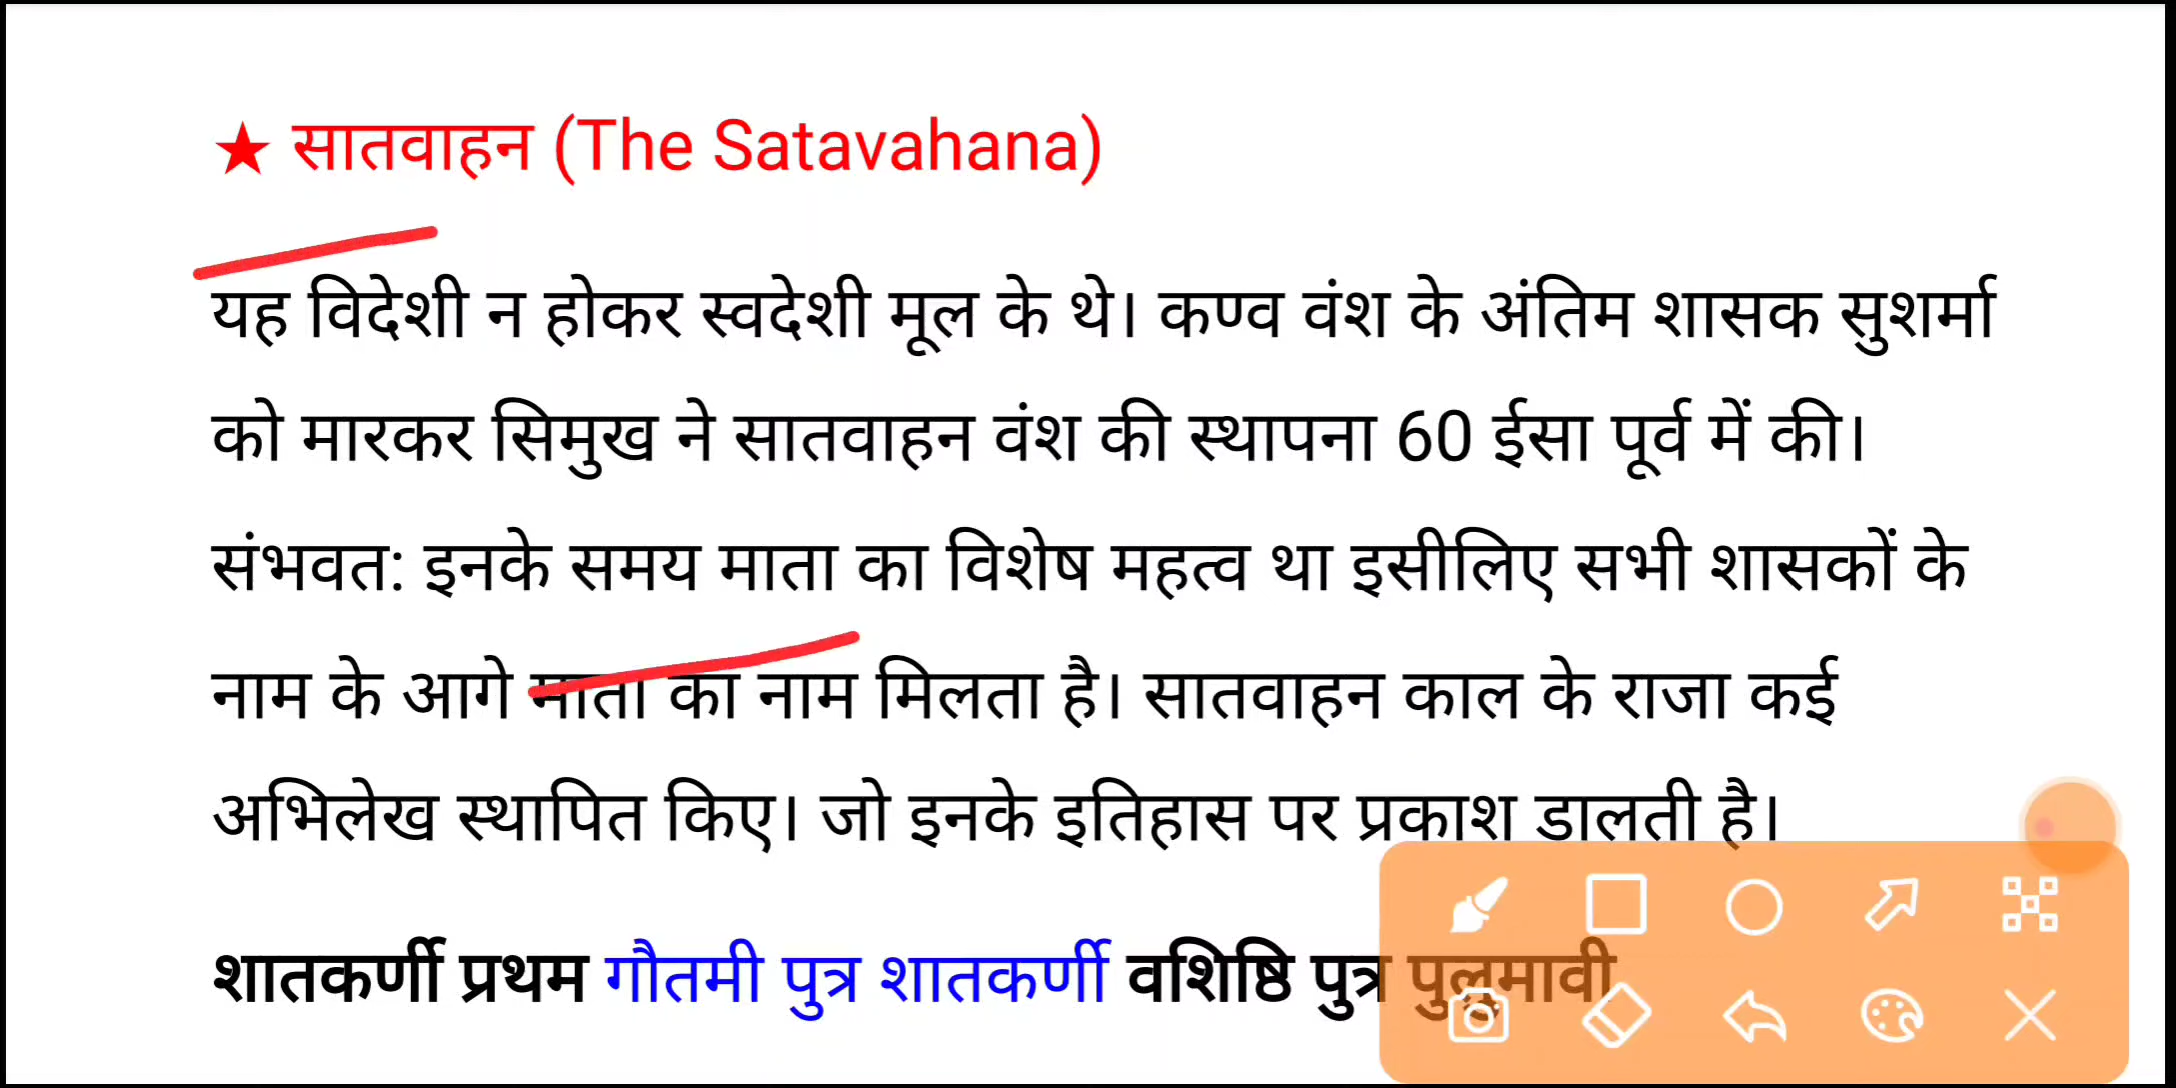 ★ सातवाहन (The Satavahana)
यह विदेशी न होकर स्वदेशी मूल के थे। कण्व वंश के अंतिम शासक सुशर्मा
को मारकर सिमुख ने सातवाहन वंश की स्थापना 60 ईसा पूर्व में की।
संभवत: इनके समय माता का विशेष महत्व था इसीलिए सभी शासकों के
नाम के आगे माता का नाम मिलता है। सातवाहन काल के राजा कई
अभिलेख स्थापित किए। जो इनके इतिहास पर प्रकाश डालती है।
शातकर्णी प्रथम गौतमी पुत्र शातकर्णी वशिष्ठि पुत्र पुलुमावी